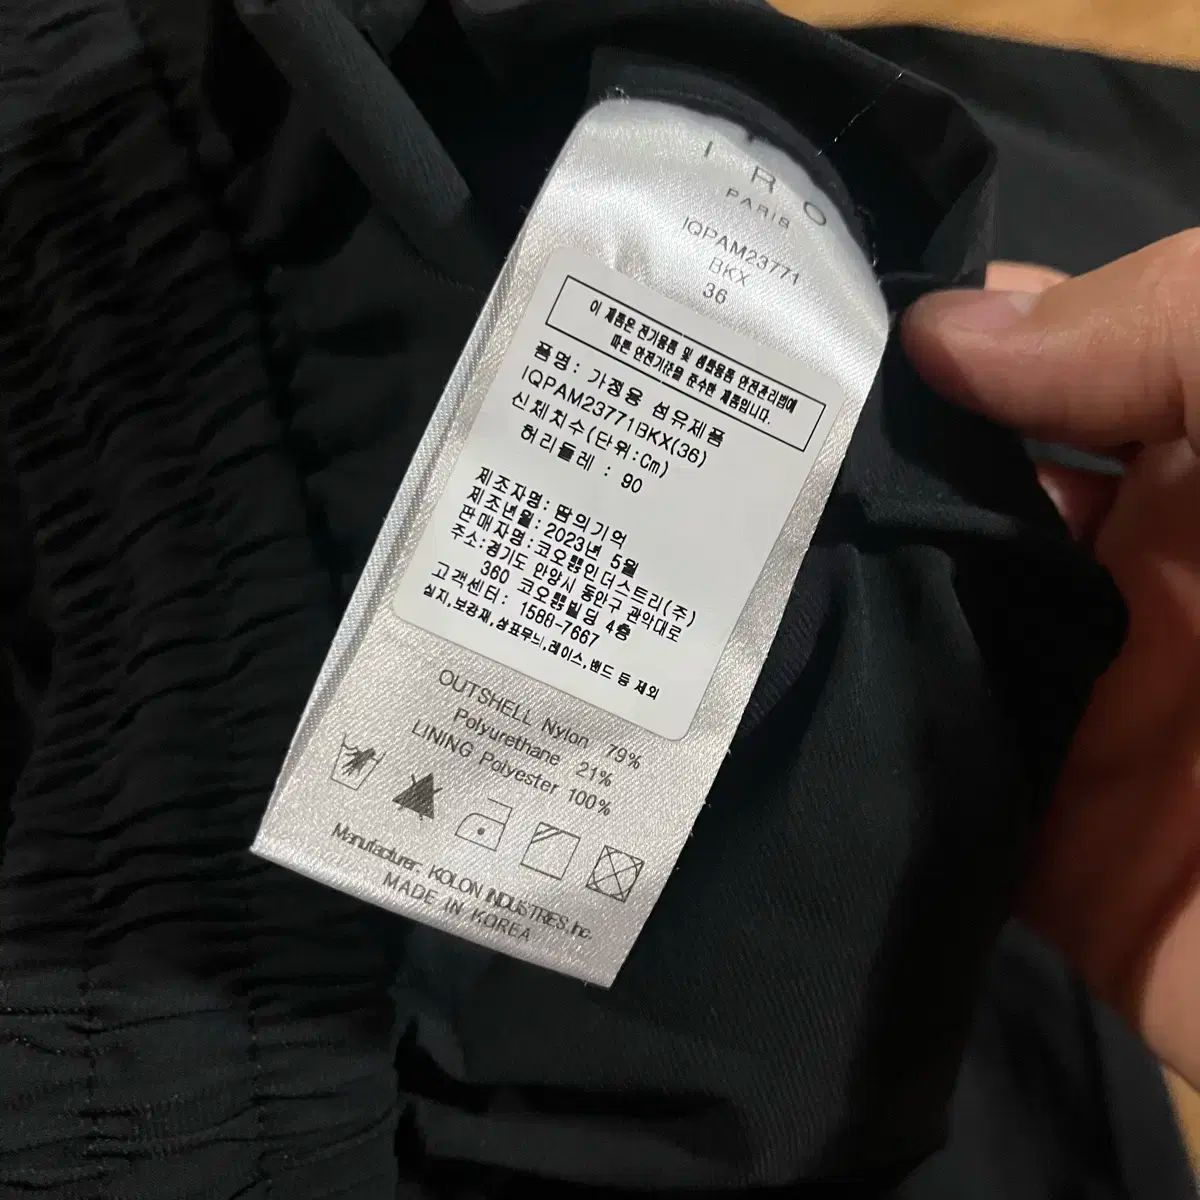 IRO
PARIS
IQPAM23771
BKX
36
이 제품은 전기용품 및 생활용품 안전관리법에
따른 안전기준을 준수한 제품입니다.
품명: 가정용 섬유제품
IQPAM23771BKX(36)
신체치수(단위:Cm)
허리둘레 : 90
제조자명: 땀의기억
제조년월: 2023년 5월
판매자명: 코오롱인더스트리(주)
주소:경기도 안양시 동안구 관악대로
360 코오롱빌딩 4층
고객센터: 1588-7667
심지,보강재,상표무늬,레이스,밴드 등 제외
OUTSHELL Nylon 79%
Polyurethane 21%
LINING Polyester 100%
Manufacturer: KOLON INDUSTRIES, Inc.
MADE IN KOREA